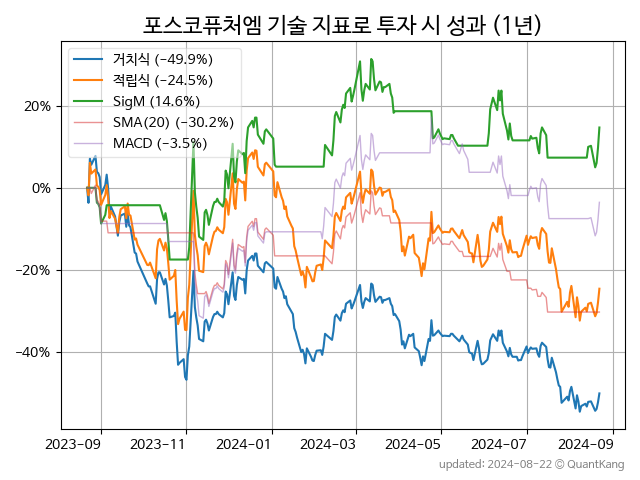 포스코퓨처엠 기술 지표로 투자 시 성과 (1년)
거치식 (−49.9%)
적립식 (−24.5%)
SigM (14.6%)
SMA(20) (−30.2%)
MACD (−3.5%)
20%
0%
−20%
−40%
2023-09 2023-11 2024-01 2024-03 2024-05 2024-07 2024-09
updated: 2024-08-22 © QuantKang